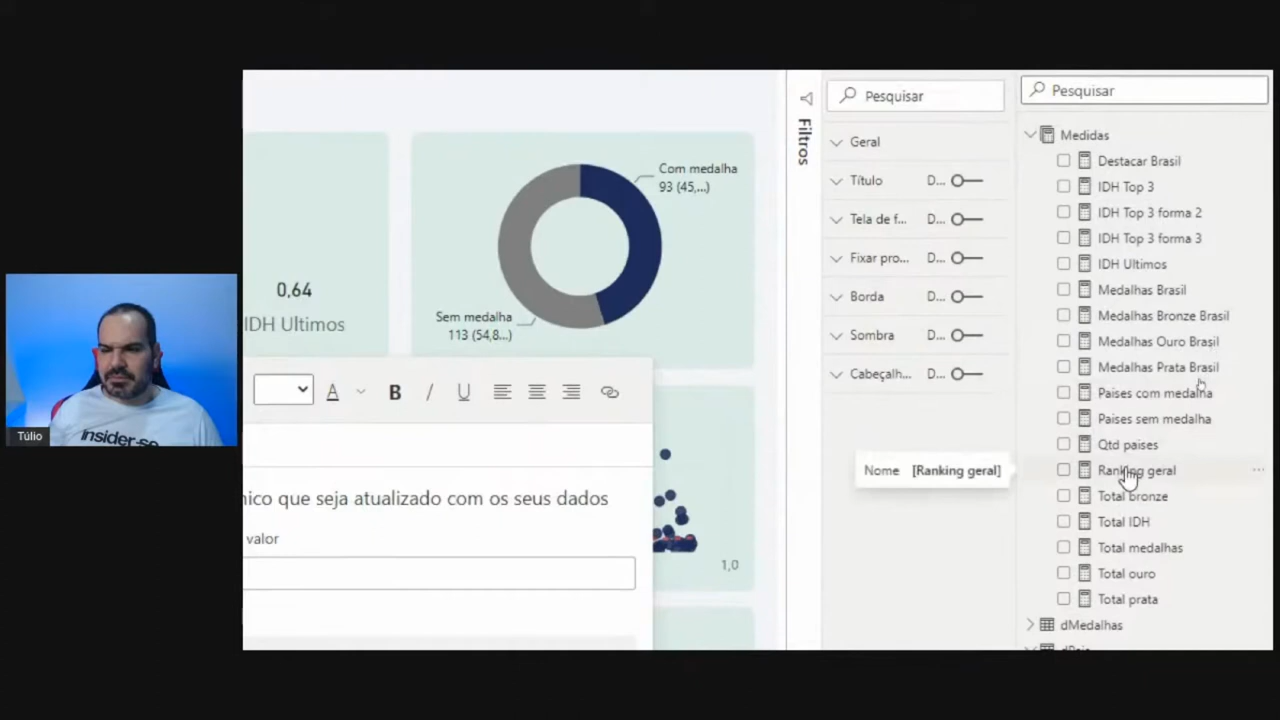 Túlio
insider-se
0,64
IDH Ultimos
Com medalha
93 (45,...)
Sem medalha
113 (54,8...)
A
B
I
U
nico que seja atualizado com os seus dados
valor
1,0
Filtros
Pesquisar
Geral
Título D...
Tela de f... D...
Fixar pro... D...
Borda D...
Sombra D...
Cabeçalh... D...
Nome [Ranking geral]
Pesquisar
Medidas
Destacar Brasil
IDH Top 3
IDH Top 3 forma 2
IDH Top 3 forma 3
IDH Ultimos
Medalhas Brasil
Medalhas Bronze Brasil
Medalhas Ouro Brasil
Medalhas Prata Brasil
Paises com medalha
Paises sem medalha
Qtd paises
Ranking geral
Total bronze
Total IDH
Total medalhas
Total ouro
Total prata
dMedalhas